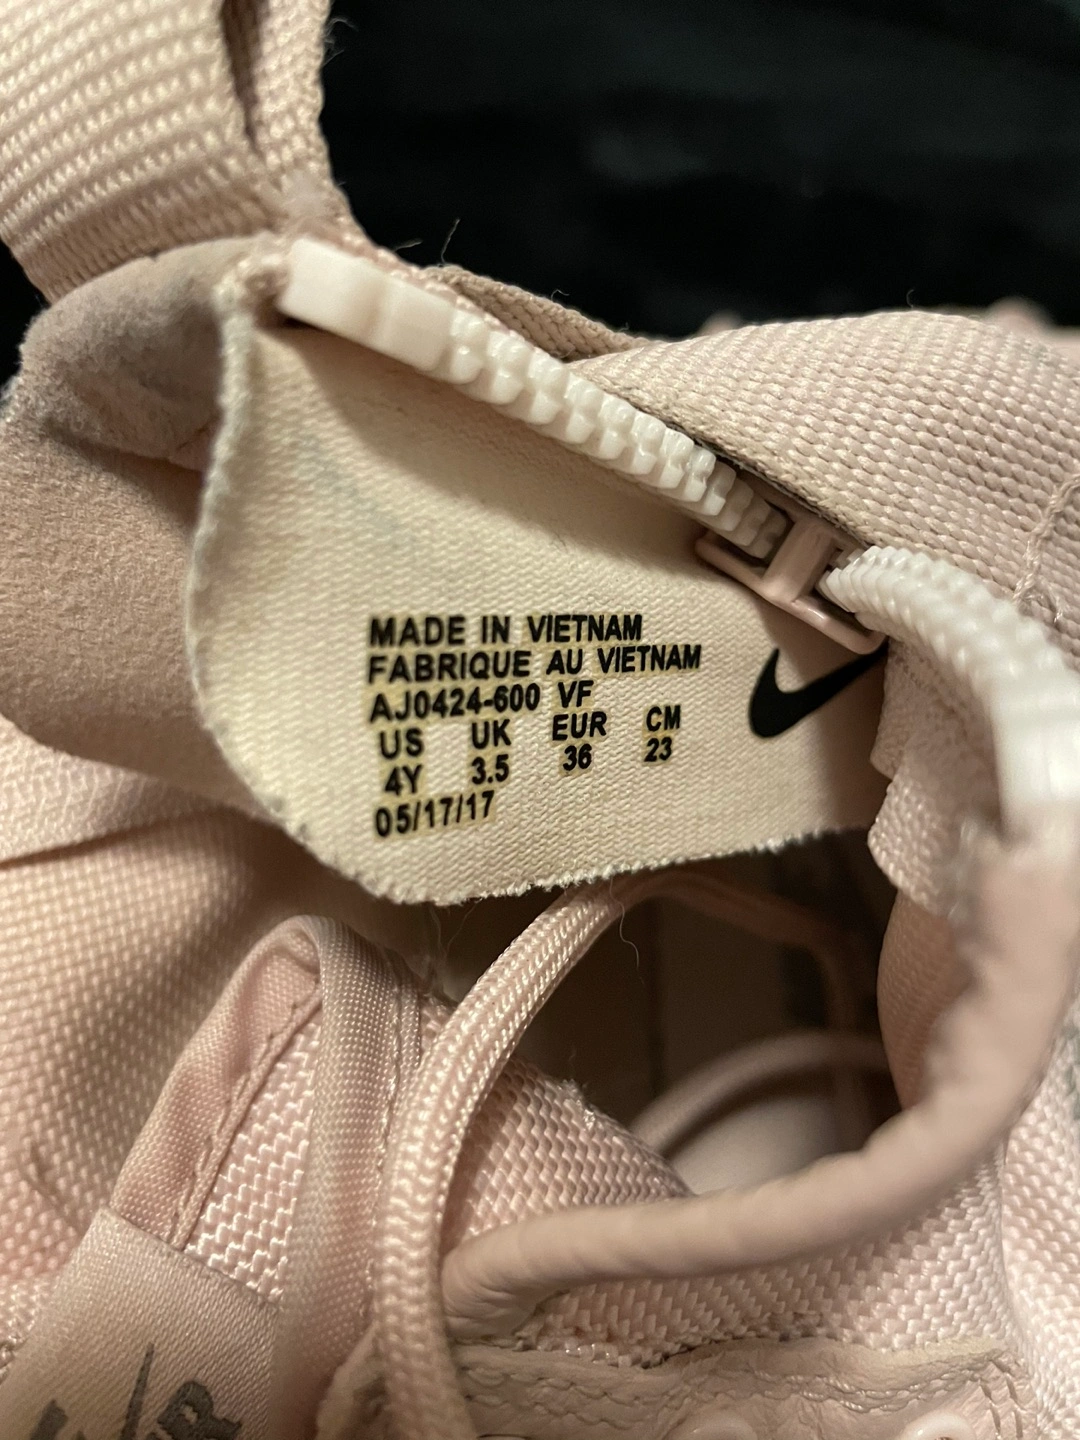 MADE IN VIETNAM
FABRIQUE AU VIETNAM
AJ0424-600 VF
US UK EUR CM
4Y 3.5 36 23
05/17/17